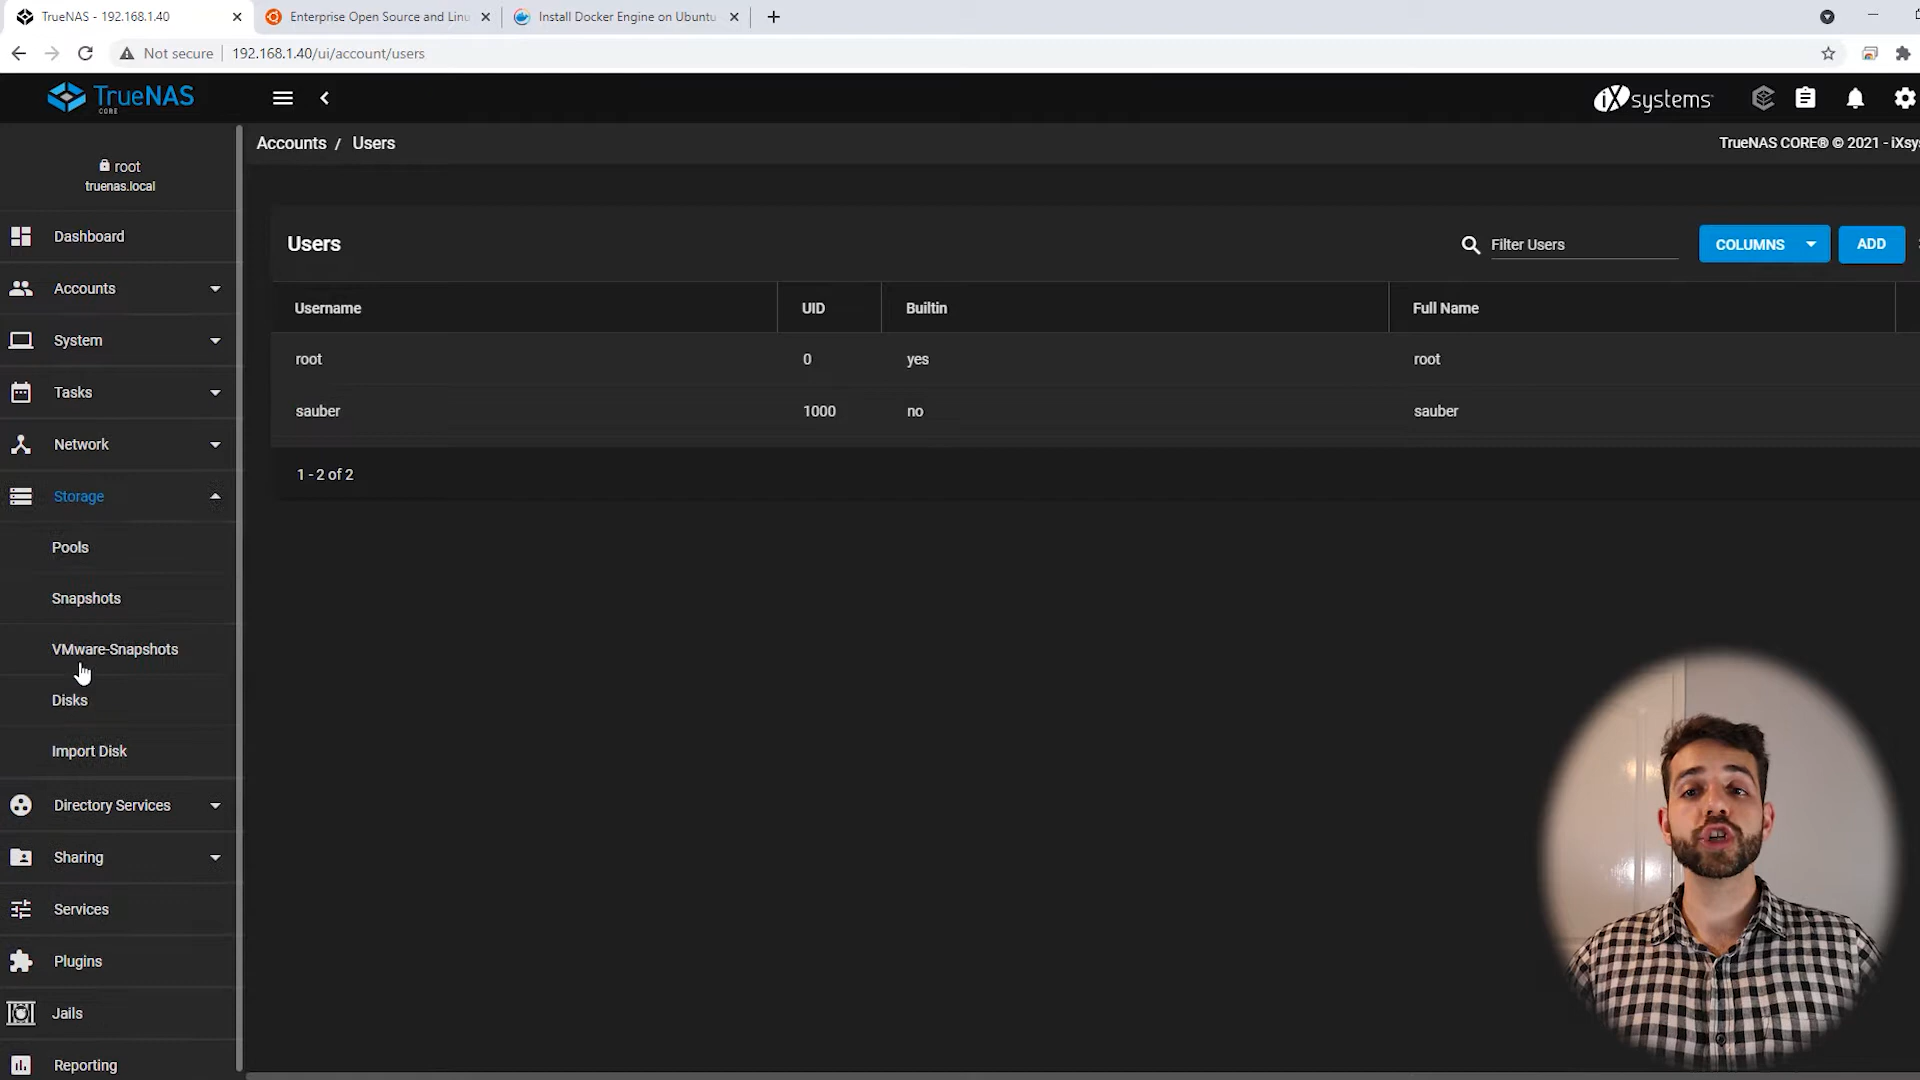 TrueNAS - 192.168.1.40
Enterprise Open Source and Linu
Install Docker Engine on Ubuntu
Not secure
192.168.1.40/ui/account/users
TrueNAS
CORE
iXsystems
Accounts / Users
TrueNAS CORE® © 2021 - iXsys
root
truenas.local
Dashboard
Accounts
System
Tasks
Network
Storage
Pools
Snapshots
VMware-Snapshots
Disks
Import Disk
Directory Services
Sharing
Services
Plugins
Jails
Reporting
Users
Filter Users
COLUMNS
ADD
Username UID Builtin Full Name
root 0 yes root
sauber 1000 no sauber
1 - 2 of 2